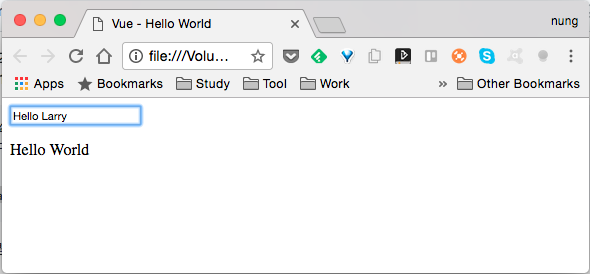 Vue - Hello World
nung
file:///Volu...
Apps
Bookmarks
Study
Tool
Work
»
Other Bookmarks
Hello Larry
Hello World